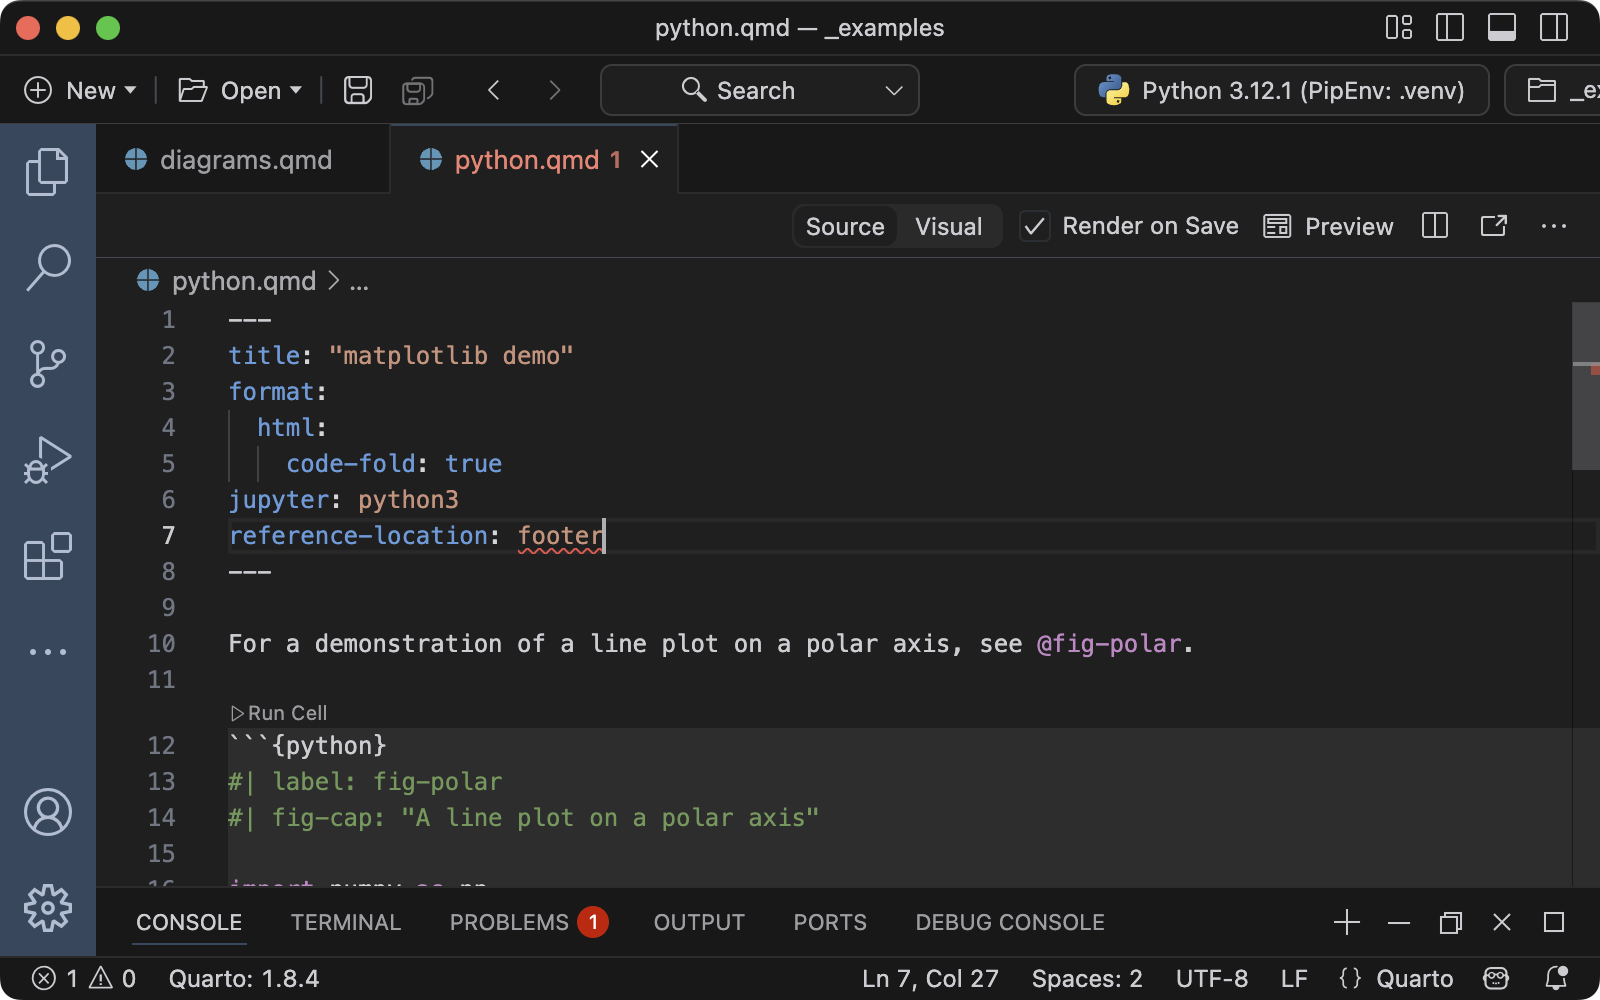 python.qmd — _examples
New Open Search Python 3.12.1 (PipEnv: .venv)
diagrams.qmd python.qmd 1
Source Visual Render on Save Preview
python.qmd > ...
1 ---
2 title: "matplotlib demo"
3 format:
4 html:
5 code-fold: true
6 jupyter: python3
7 reference-location: footer
8 ---
9
10 For a demonstration of a line plot on a polar axis, see @fig-polar.
11
Run Cell
12 ```{python}
13 #| label: fig-polar
14 #| fig-cap: "A line plot on a polar axis"
15
16 import numpy as np
CONSOLE TERMINAL PROBLEMS 1 OUTPUT PORTS DEBUG CONSOLE
1 0 Quarto: 1.8.4 Ln 7, Col 27 Spaces: 2 UTF-8 LF {} Quarto